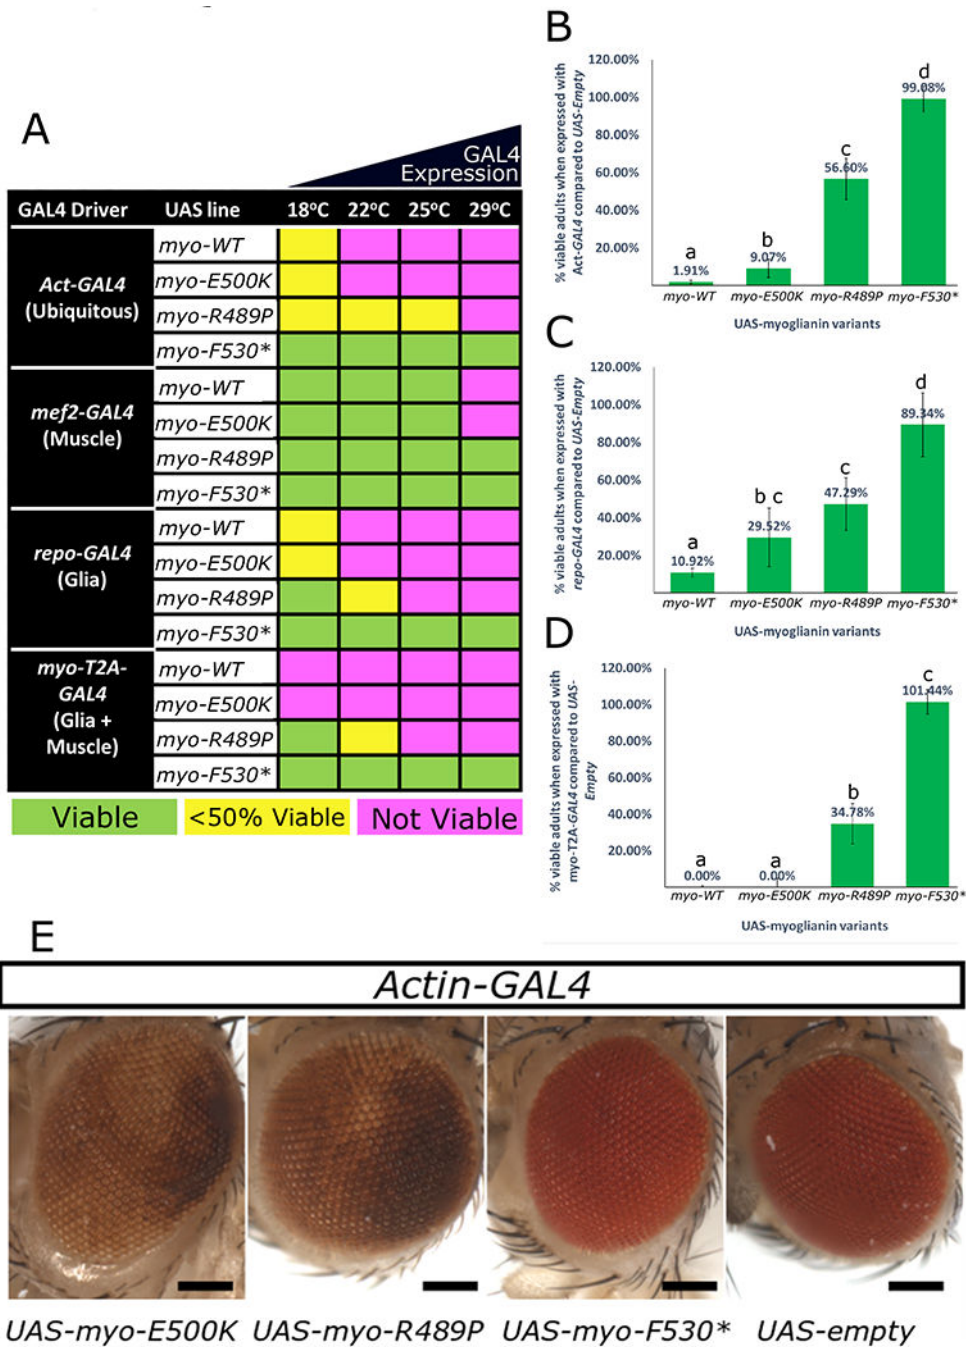 A
GAL4
Expression
GAL4 Driver UAS line 18ºC 22ºC 25ºC 29ºC
Act-GAL4
(Ubiquitous)
myo-WT
myo-E500K
myo-R489P
myo-F530*
mef2-GAL4
(Muscle)
myo-WT
myo-E500K
myo-R489P
myo-F530*
repo-GAL4
(Glia)
myo-WT
myo-E500K
myo-R489P
myo-F530*
myo-T2A-
GAL4
(Glia +
Muscle)
myo-WT
myo-E500K
myo-R489P
myo-F530*
Viable <50% Viable Not Viable
B
% viable adults when expressed with
Act-GAL4 compared to UAS-Empty
120.00%
100.00%
80.00%
60.00%
40.00%
20.00%
a
1.91%
b
9.07%
c
56.60%
d
99.08%
myo-WT myo-E500K myo-R489P myo-F530*
UAS-myoglianin variants
C
% viable adults when expressed with
repo-GAL4 compared to UAS-Empty
120.00%
100.00%
80.00%
60.00%
40.00%
20.00%
a
10.92%
b c
29.52%
c
47.29%
d
89.34%
myo-WT myo-E500K myo-R489P myo-F530*
UAS-myoglianin variants
D
% viable adults when expressed with
myo-T2A-GAL4 compared to UAS-
Empty
120.00%
100.00%
80.00%
60.00%
40.00%
20.00%
a
0.00%
a
0.00%
b
34.78%
c
101.44%
myo-WT myo-E500K myo-R489P myo-F530*
UAS-myoglianin variants
E
Actin-GAL4
UAS-myo-E500K UAS-myo-R489P UAS-myo-F530* UAS-empty